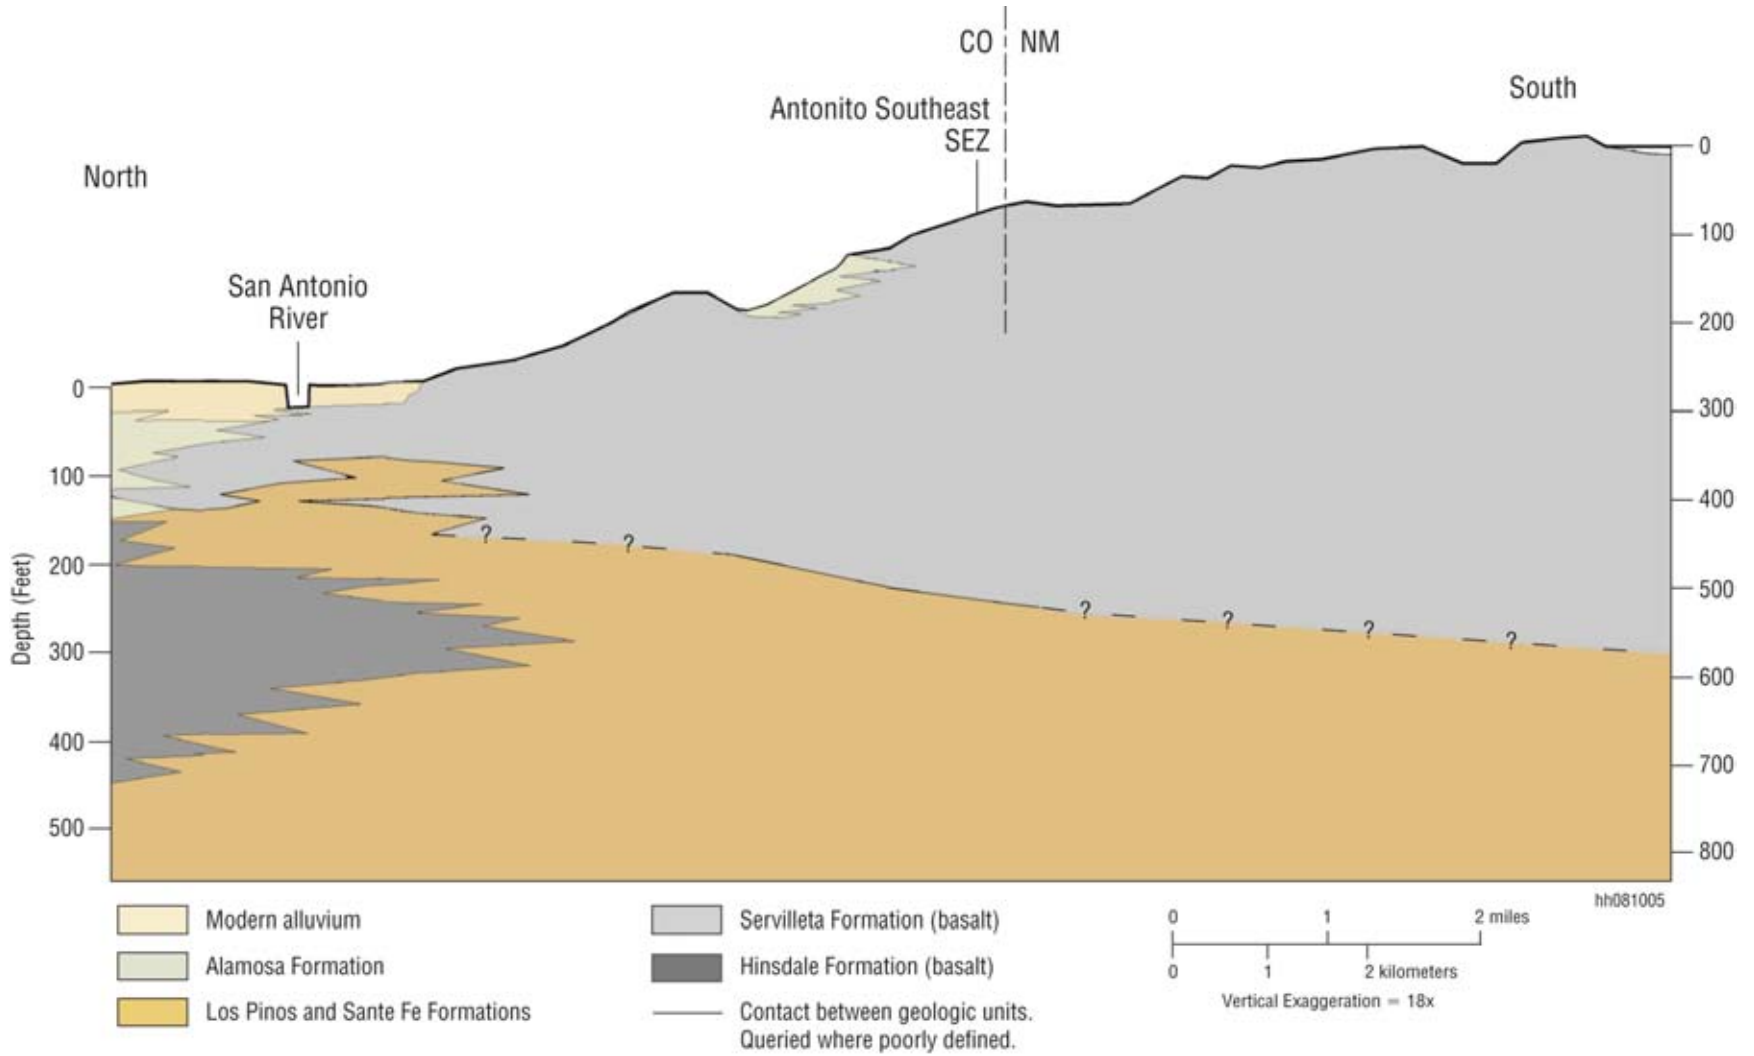 CO NM
South
Antonito Southeast
SEZ
North
San Antonio
River
Depth (Feet)
0
100
200
300
400
500
0
100
200
300
400
500
600
700
800
? ? ? ? ? ?
hh081005
Modern alluvium
Alamosa Formation
Los Pinos and Sante Fe Formations
Servilleta Formation (basalt)
Hinsdale Formation (basalt)
Contact between geologic units.
Queried where poorly defined.
0 1 2 miles
0 1 2 kilometers
Vertical Exaggeration = 18x